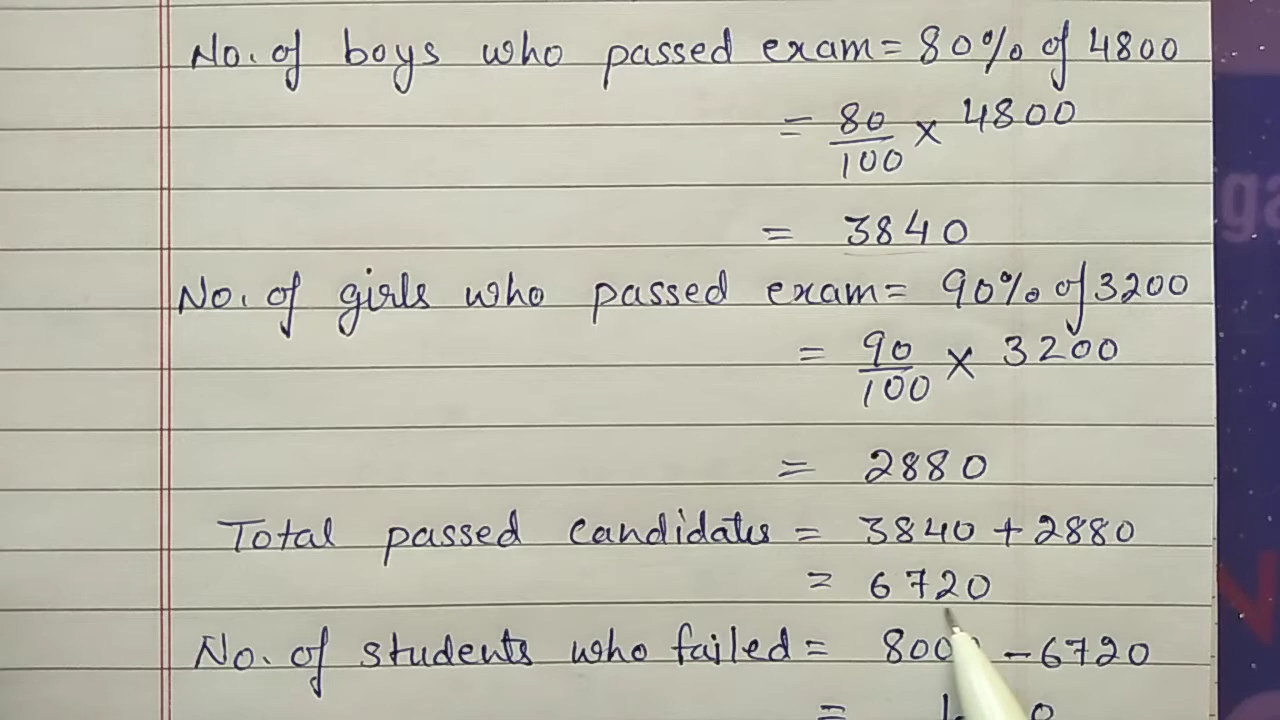 No. of boys who passed exam = 80% of 4800
= 80/100 × 4800
= 3840
No. of girls who passed exam = 90% of 3200
= 90/100 × 3200
= 2880
Total passed candidates = 3840 + 2880
= 6720
No. of students who failed = 8000 - 6720
=